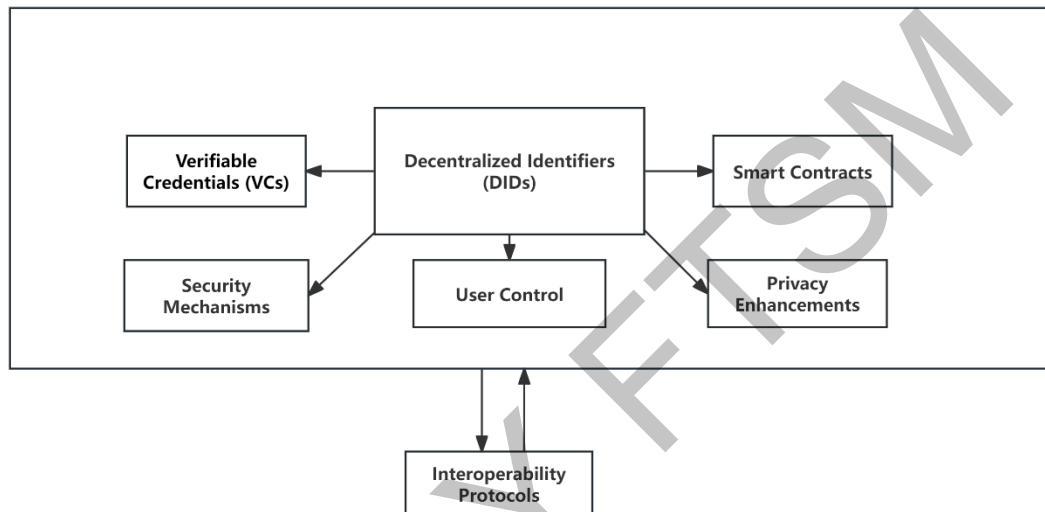 Decentralized Identifiers
(DIDs)
Verifiable
Credentials (VCs)
Smart Contracts
Security
Mechanisms
User Control
Privacy
Enhancements
Interoperability
Protocols
Y FTSM